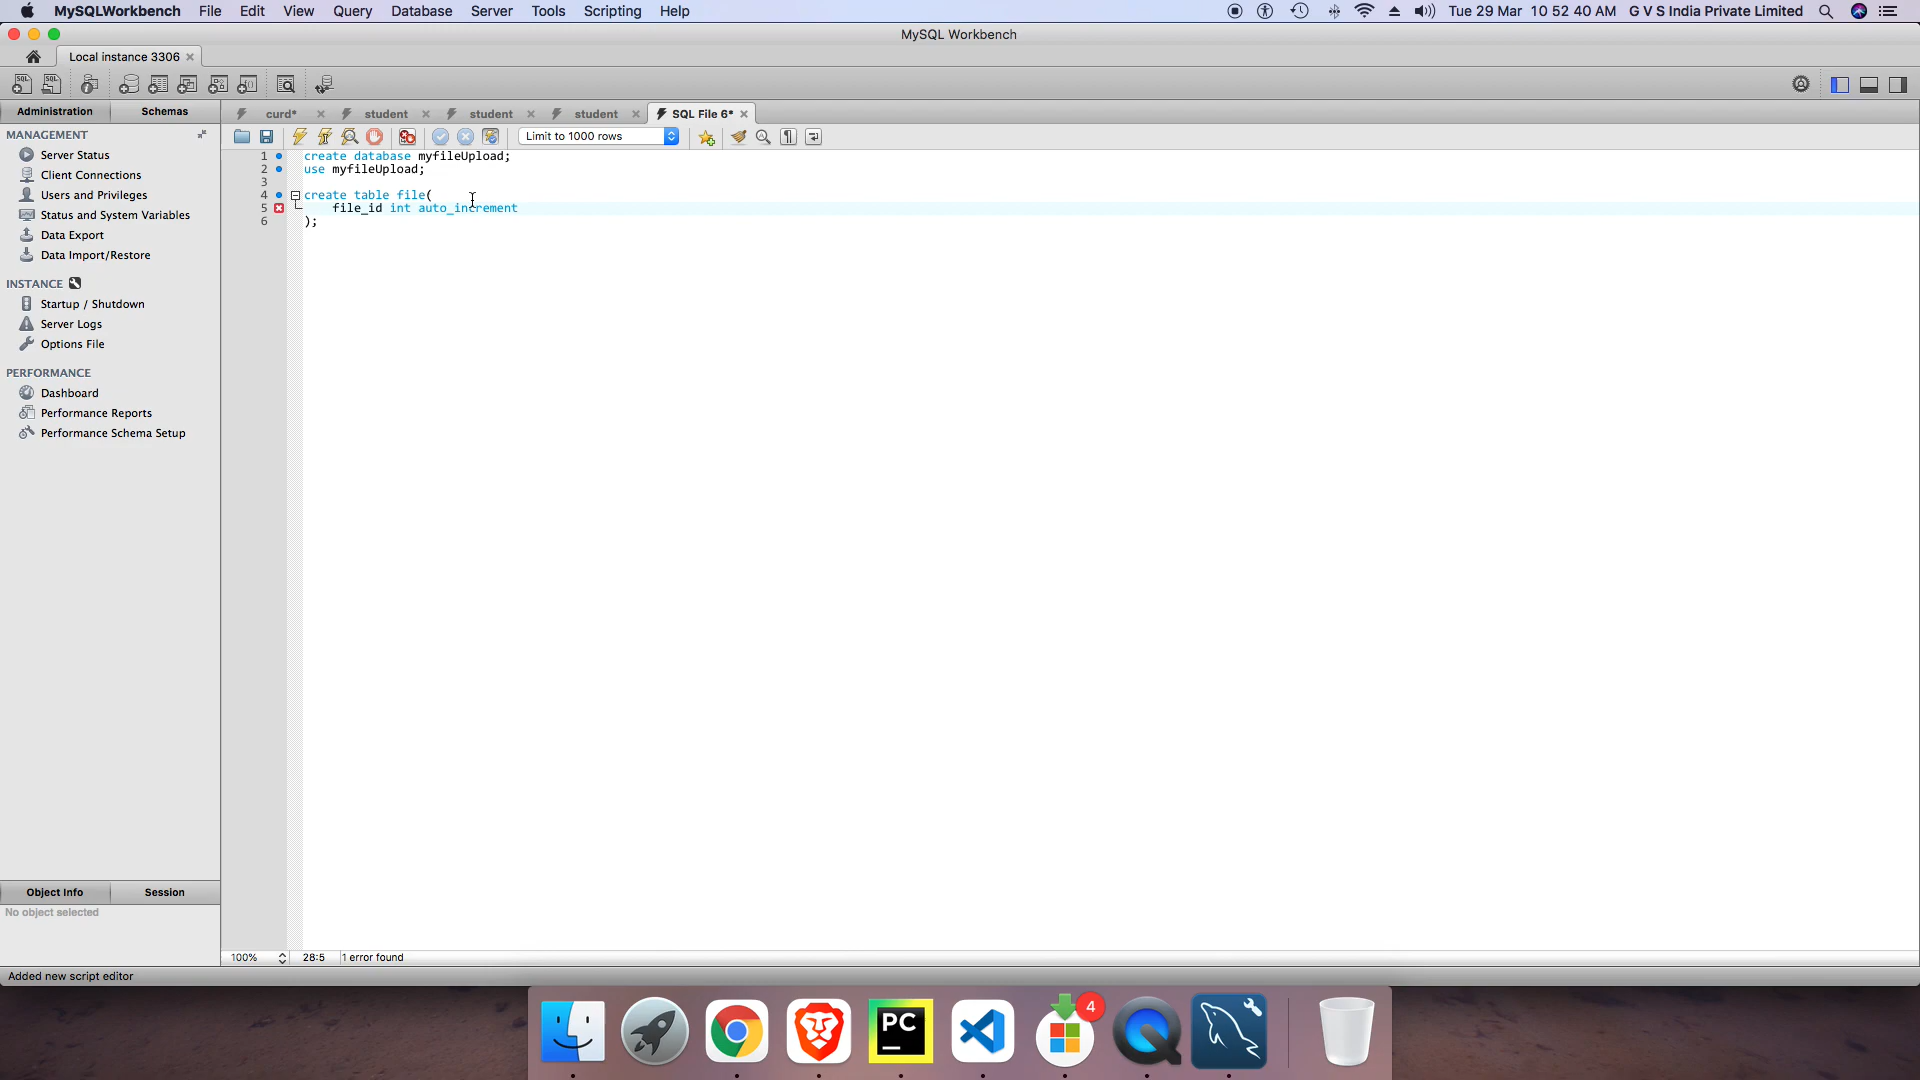 MySQLWorkbench File Edit View Query Database Server Tools Scripting Help Tue 29 Mar 10 52 40 AM G V S India Private Limited
MySQL Workbench
Local instance 3306
Administration Schemas
curd* student student student SQL File 6*
MANAGEMENT
Server Status
Client Connections
Users and Privileges
Status and System Variables
Data Export
Data Import/Restore
INSTANCE
Startup / Shutdown
Server Logs
Options File
PERFORMANCE
Dashboard
Performance Reports
Performance Schema Setup
Limit to 1000 rows
1 create database myfileUpload;
2 use myfileUpload;
3
4 create table file(
5 file_id int auto_increment
6 );
Object Info Session
No object selected
100% 28:5 1 error found
Added new script editor
PC
4